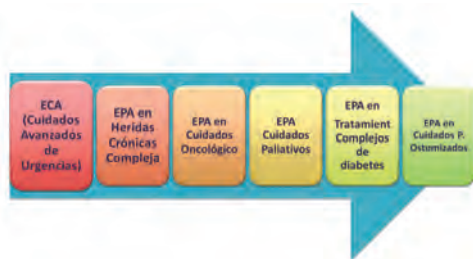 ECA
(Cuidados
Avanzados
de
Urgencias)
EPA en
Heridas
Crónicas
Compleja
EPA en
Cuidados
Oncológico
EPA
Cuidados
Paliativos
EPA en
Tratamient
Complejos
de
diabetes
EPA en
Cuidados P.
Ostomizados